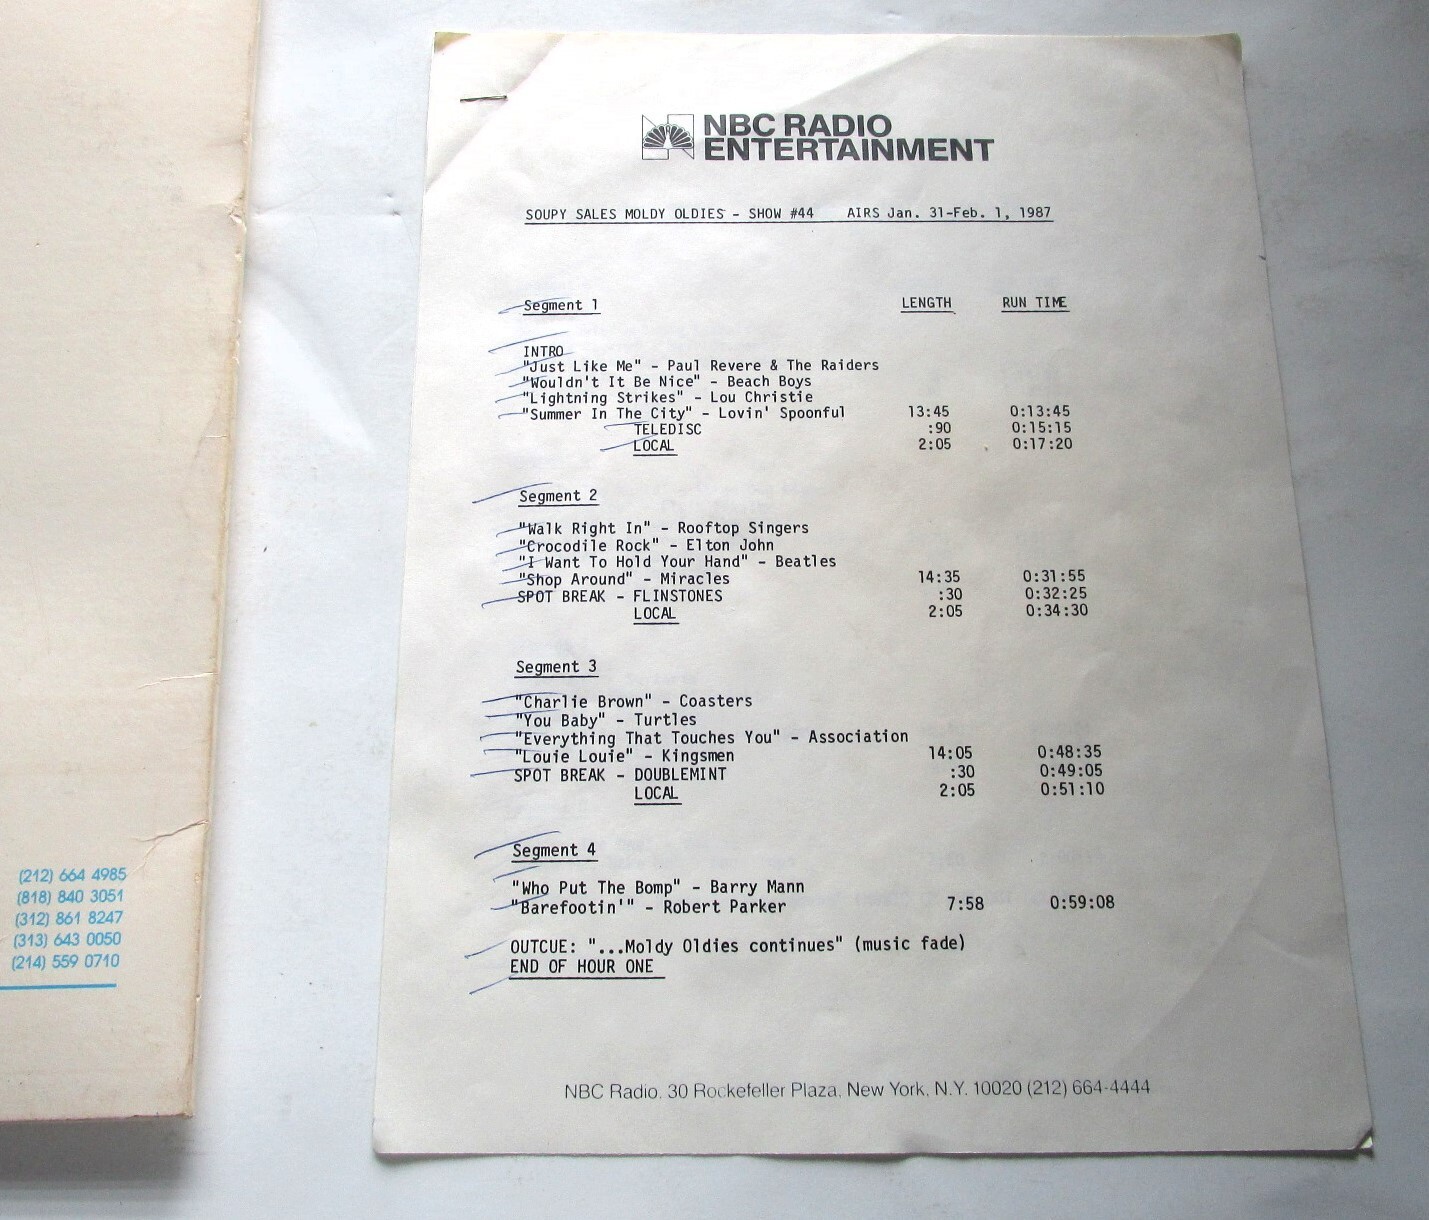 NBC RADIO
ENTERTAINMENT
SOUPY SALES MOLDY OLDIES - SHOW #44 AIRS Jan. 31-Feb. 1, 1987
Segment 1 LENGTH RUN TIME
INTRO
"Just Like Me" - Paul Revere & The Raiders
"Wouldn't It Be Nice" - Beach Boys
"Lightning Strikes" - Lou Christie
"Summer In The City" - Lovin' Spoonful 13:45 0:13:45
TELEDISC :90 0:15:15
LOCAL 2:05 0:17:20
Segment 2
"Walk Right In" - Rooftop Singers
"Crocodile Rock" - Elton John
"I Want To Hold Your Hand" - Beatles
"Shop Around" - Miracles 14:35 0:31:55
SPOT BREAK - FLINSTONES :30 0:32:25
LOCAL 2:05 0:34:30
Segment 3
"Charlie Brown" - Coasters
"You Baby" - Turtles
"Everything That Touches You" - Association
"Louie Louie" - Kingsmen 14:05 0:48:35
SPOT BREAK - DOUBLEMINT :30 0:49:05
LOCAL 2:05 0:51:10
Segment 4
"Who Put The Bomp" - Barry Mann
"Barefootin'" - Robert Parker 7:58 0:59:08
OUTCUE: "...Moldy Oldies continues" (music fade)
END OF HOUR ONE
NBC Radio, 30 Rockefeller Plaza, New York, N.Y. 10020 (212) 664-4444
(212) 664 4985
(818) 840 3051
(312) 861 8247
(313) 643 0050
(214) 559 0710